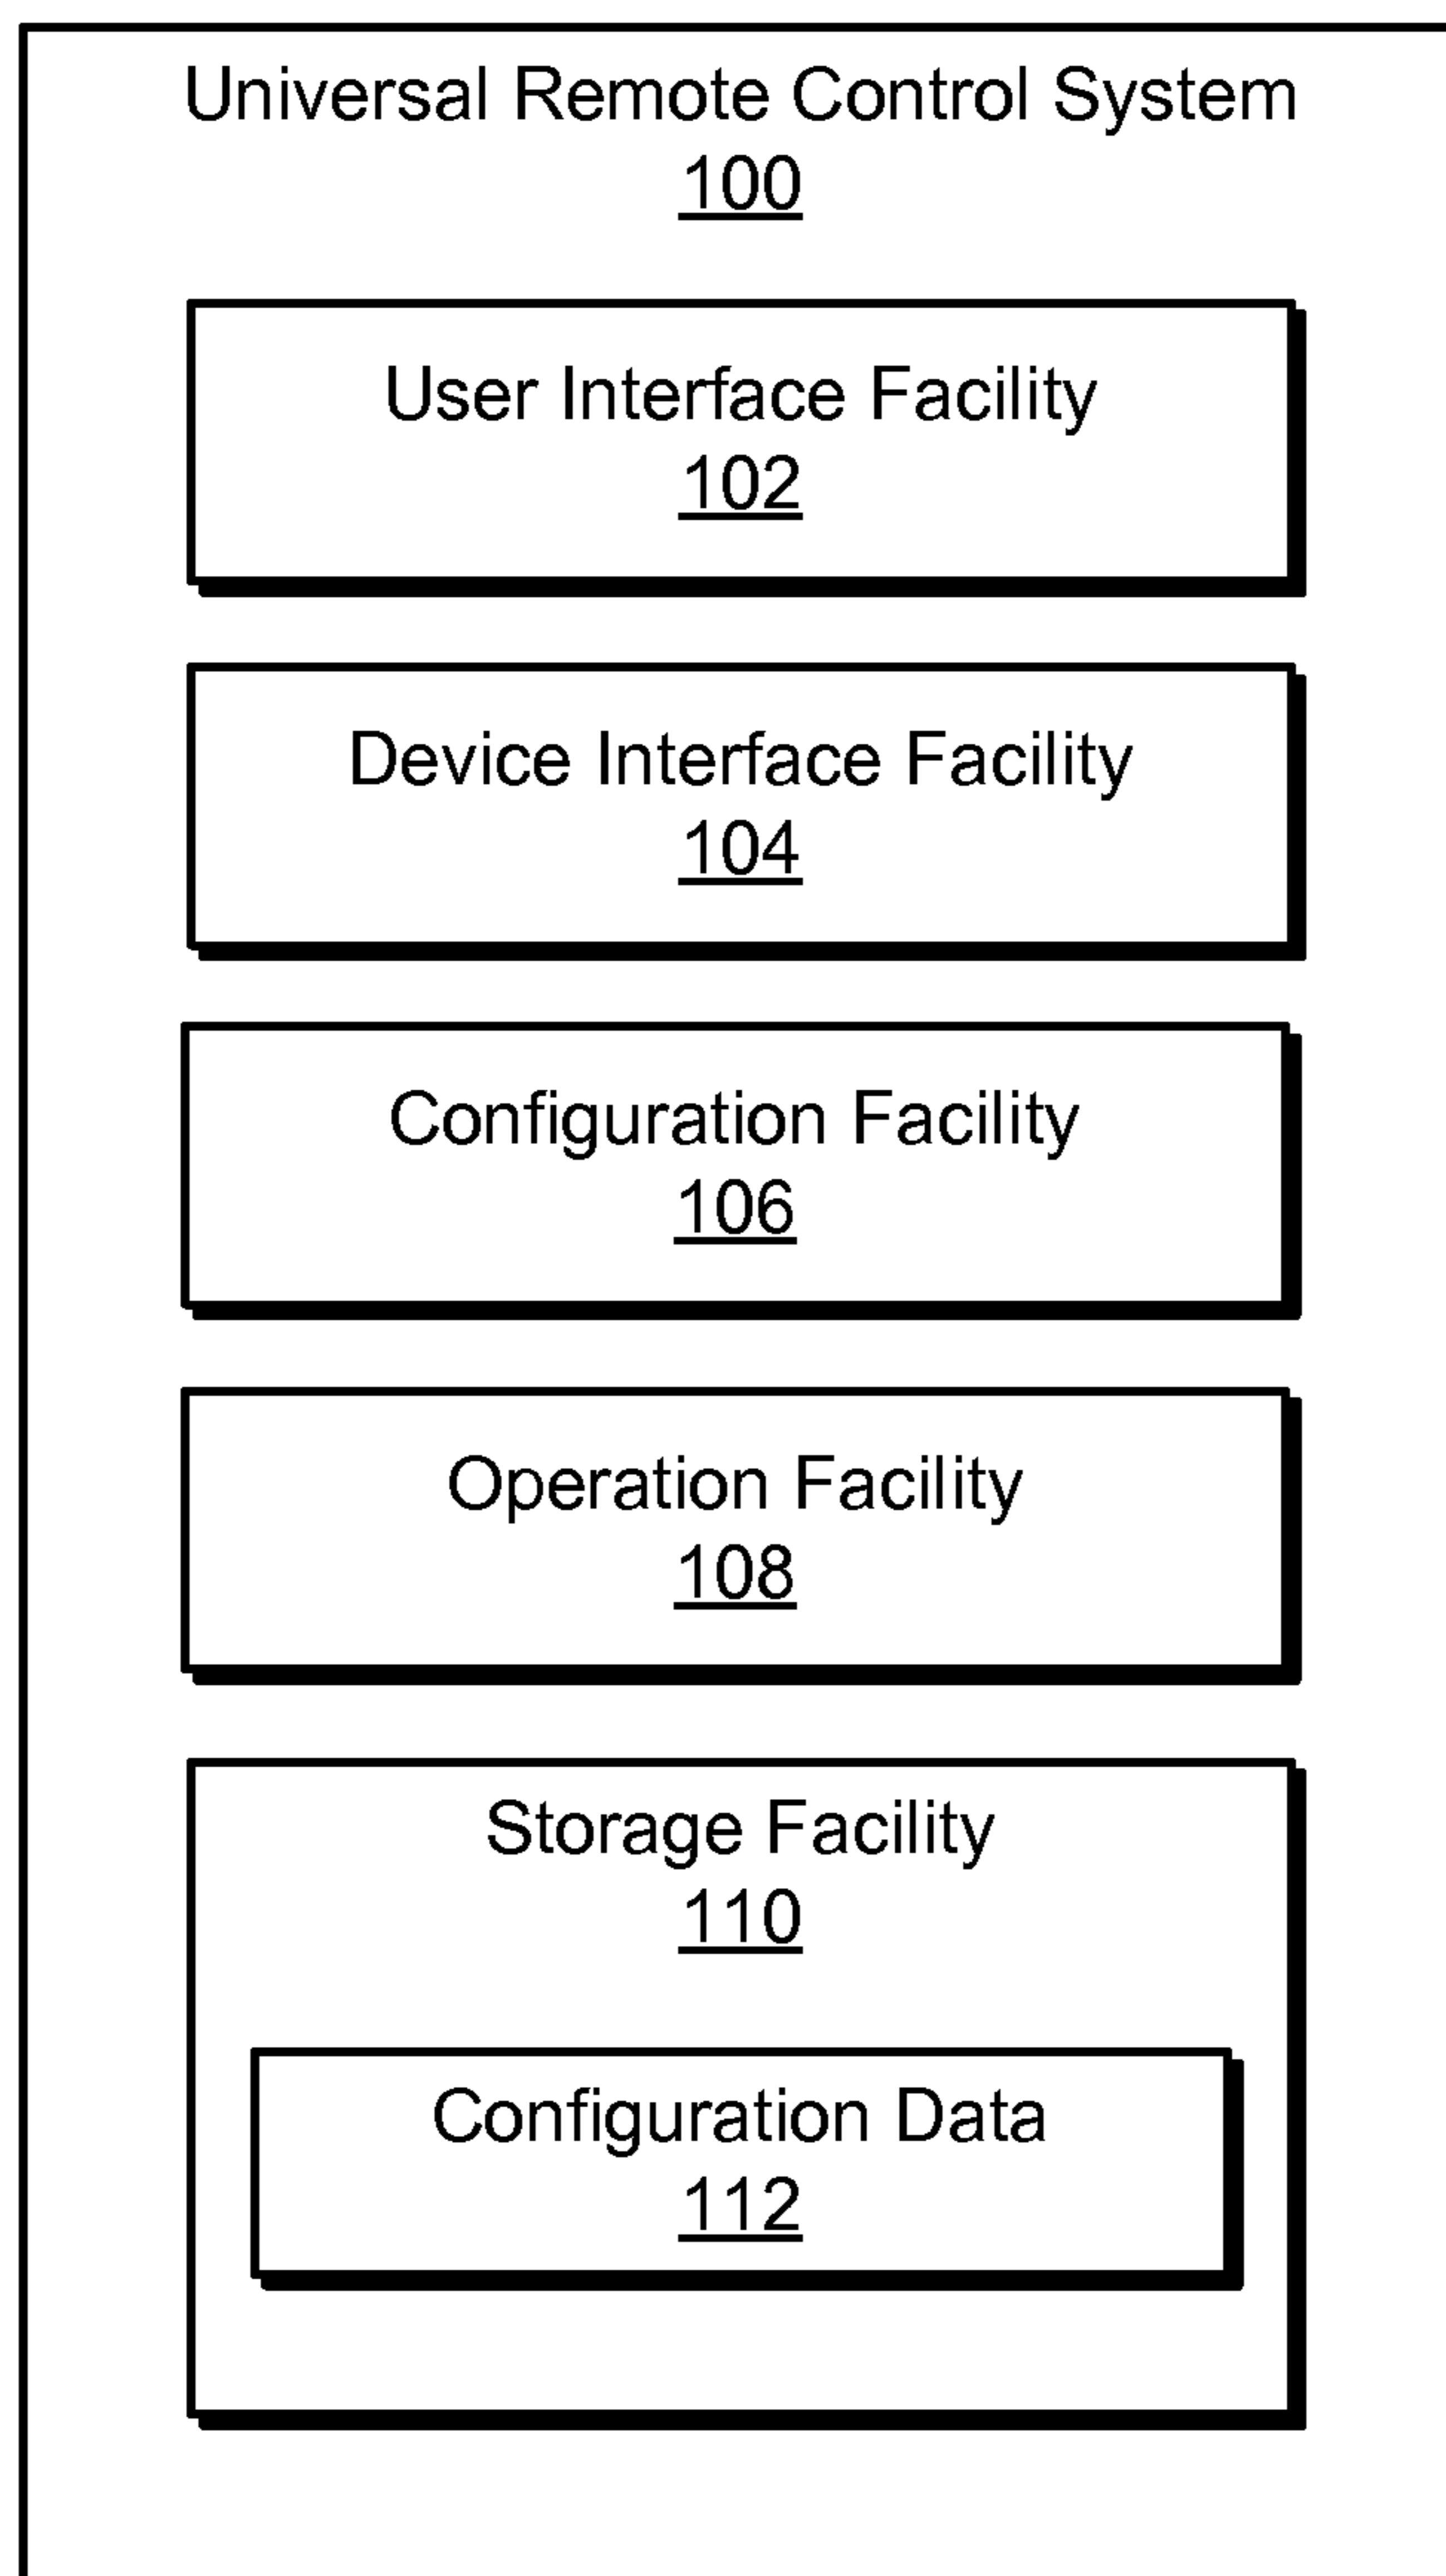 Universal Remote Control System
100
User Interface Facility
102
Device Interface Facility
104
Configuration Facility
106
Operation Facility
108
Storage Facility
110
Configuration Data
112